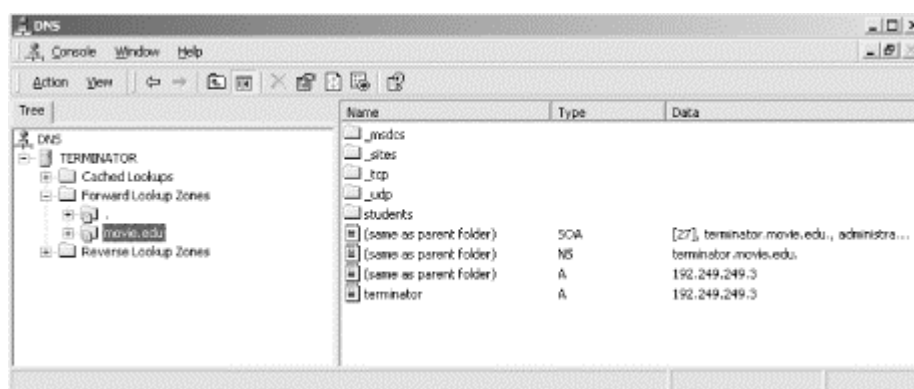 DNS
Console Window Help
Action View
Tree
DNS
TERMINATOR
Cached Lookups
Forward Lookup Zones
.
movie.edu
Reverse Lookup Zones
Name Type Data
_msdcs
_sites
_tcp
_udp
students
(same as parent folder) SOA [27], terminator.movie.edu., administra...
(same as parent folder) NS terminator.movie.edu.
(same as parent folder) A 192.249.249.3
terminator A 192.249.249.3